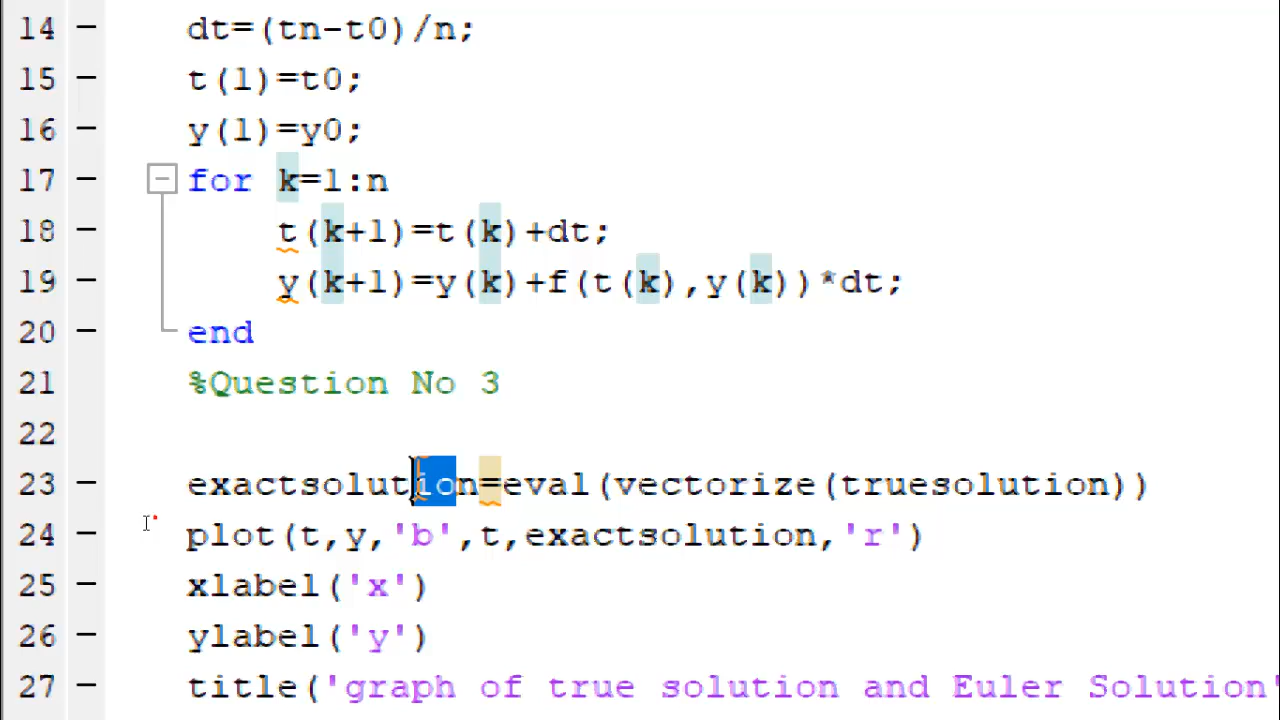 14 − dt=(tn-t0)/n;
15 − t(1)=t0;
16 − y(1)=y0;
17 − for k=1:n
18 − t(k+1)=t(k)+dt;
19 − y(k+1)=y(k)+f(t(k),y(k))*dt;
20 − end
21 %Question No 3
22
23 − exactsolution=eval(vectorize(truesolution))
24 − plot(t,y,'b',t,exactsolution,'r')
25 − xlabel('x')
26 − ylabel('y')
27 − title('graph of true solution and Euler Solution'